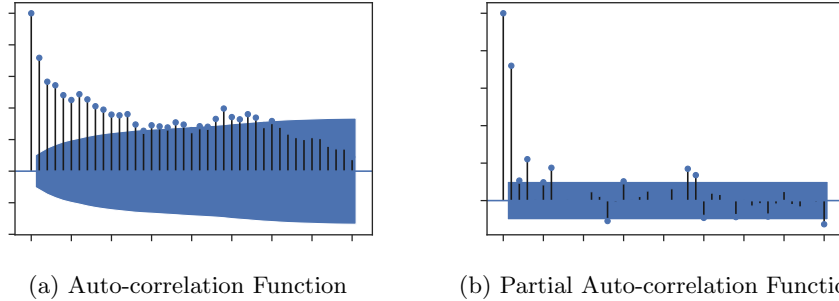 (a) Auto-correlation Function
(b) Partial Auto-correlation Functio